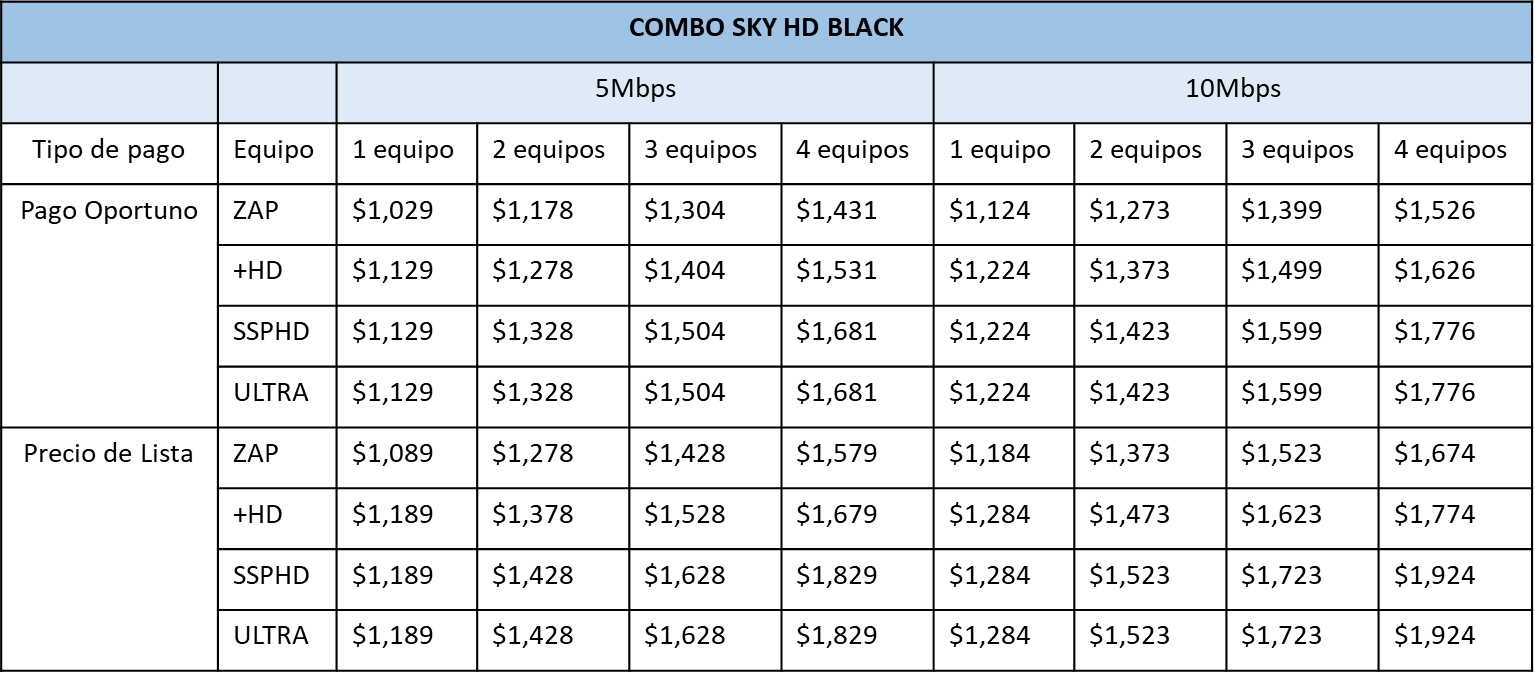 COMBO SKY HD BLACK
5Mbps 10Mbps
Tipo de pago Equipo 1 equipo 2 equipos 3 equipos 4 equipos 1 equipo 2 equipos 3 equipos 4 equipos
Pago Oportuno ZAP $1,029 $1,178 $1,304 $1,431 $1,124 $1,273 $1,399 $1,526
+HD $1,129 $1,278 $1,404 $1,531 $1,224 $1,373 $1,499 $1,626
SSPHD $1,129 $1,328 $1,504 $1,681 $1,224 $1,423 $1,599 $1,776
ULTRA $1,129 $1,328 $1,504 $1,681 $1,224 $1,423 $1,599 $1,776
Precio de Lista ZAP $1,089 $1,278 $1,428 $1,579 $1,184 $1,373 $1,523 $1,674
+HD $1,189 $1,378 $1,528 $1,679 $1,284 $1,473 $1,623 $1,774
SSPHD $1,189 $1,428 $1,628 $1,829 $1,284 $1,523 $1,723 $1,924
ULTRA $1,189 $1,428 $1,628 $1,829 $1,284 $1,523 $1,723 $1,924